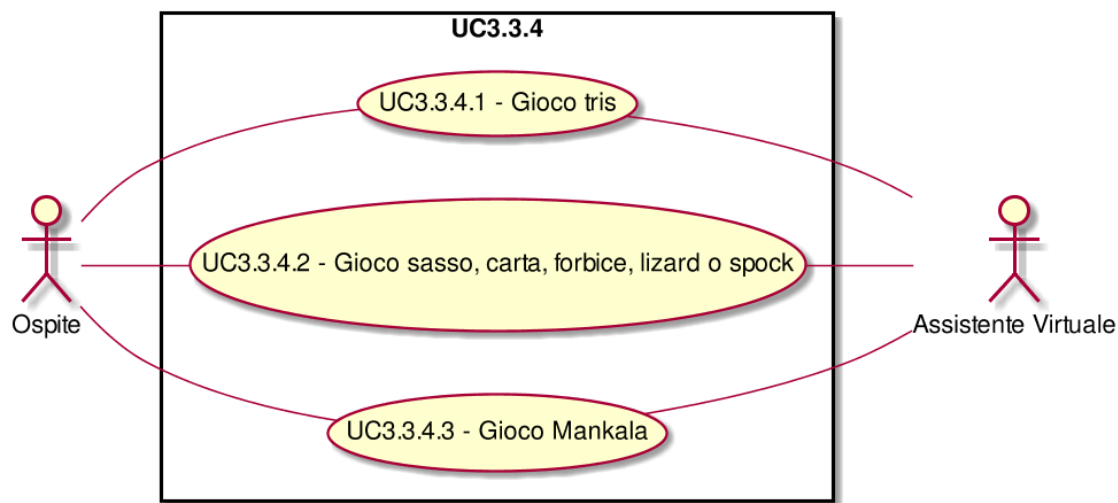 UC3.3.4
UC3.3.4.1 - Gioco tris
UC3.3.4.2 - Gioco sasso, carta, forbice, lizard o spock
Ospite
Assistente Virtuale
UC3.3.4.3 - Gioco Mankala